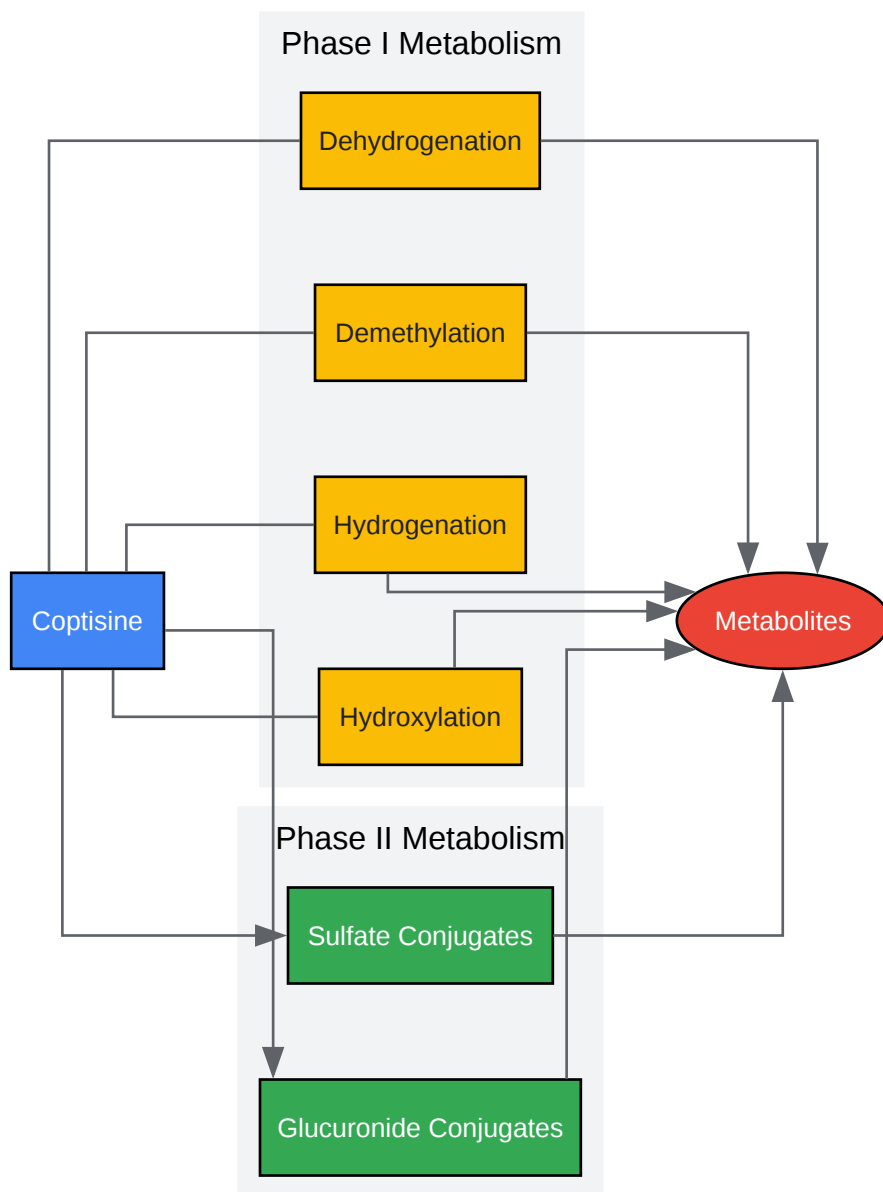 Phase I Metabolism
Dehydrogenation
Demethylation
Hydrogenation
Coptisine
Metabolites
Hydroxylation
Phase II Metabolism
Sulfate Conjugates
Glucuronide Conjugates